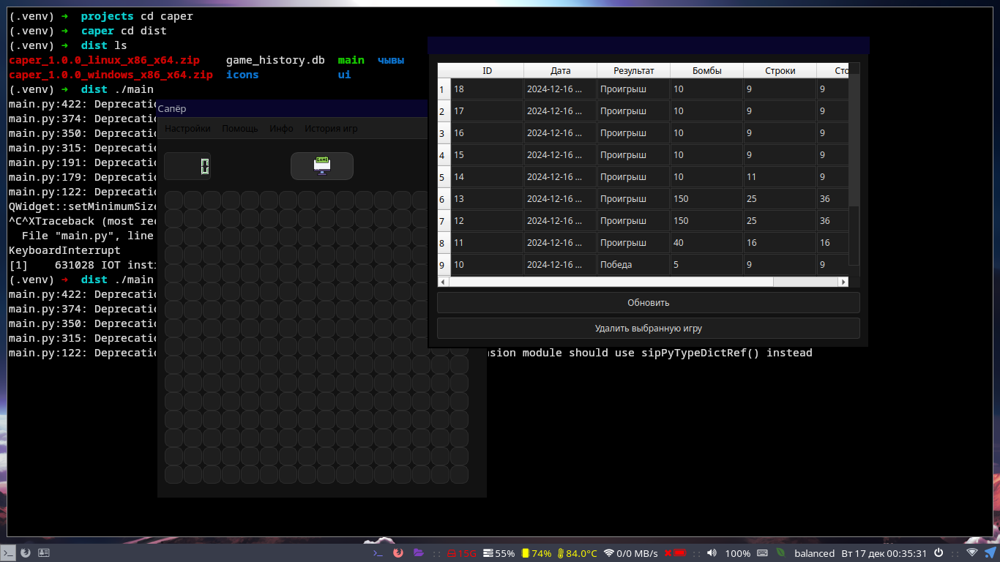 (.venv) → projects cd caper
(.venv) → caper cd dist
(.venv) → dist ls
caper_1.0.0_linux_x86_x64.zip game_history.db main чывы
caper_1.0.0_windows_x86_x64.zip icons ui
(.venv) → dist ./main
main.py:422: Deprecatio
main.py:374: Deprecatio
main.py:350: Deprecatio
main.py:315: Deprecatio
main.py:191: Deprecatio
main.py:179: Deprecatio
main.py:122: Deprecatio
QWidget::setMinimumSize
^C^XTraceback (most rec
File "main.py", line
KeyboardInterrupt
[1] 631028 IOT insti
(.venv) → dist ./main
main.py:422: Deprecatio
main.py:374: Deprecatio
main.py:350: Deprecatio
main.py:315: Deprecatio
main.py:122: Deprecatio nsion module should use sipPyTypeDictRef() instead
Сапёр
Настройки Помощь Инфо История игр
0
GAME
ID Дата Результат Бомбы Строки Сто
1 18 2024-12-16 ... Проигрыш 10 9 9
2 17 2024-12-16 ... Проигрыш 10 9 9
3 16 2024-12-16 ... Проигрыш 10 9 9
4 15 2024-12-16 ... Проигрыш 10 9 9
5 14 2024-12-16 ... Проигрыш 10 11 9
6 13 2024-12-16 ... Проигрыш 150 25 36
7 12 2024-12-16 ... Проигрыш 150 25 36
8 11 2024-12-16 ... Проигрыш 40 16 16
9 10 2024-12-16 ... Победа 5 9 9
Обновить
Удалить выбранную игру
15G 55% 74% 84.0°C 0/0 MB/s 100% balanced Вт 17 дек 00:35:31